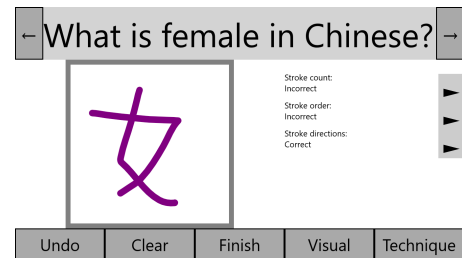 ← What is female in Chinese? →
女
Stroke count:
Incorrect
Stroke order:
Incorrect
Stroke directions:
Correct
Undo Clear Finish Visual Technique